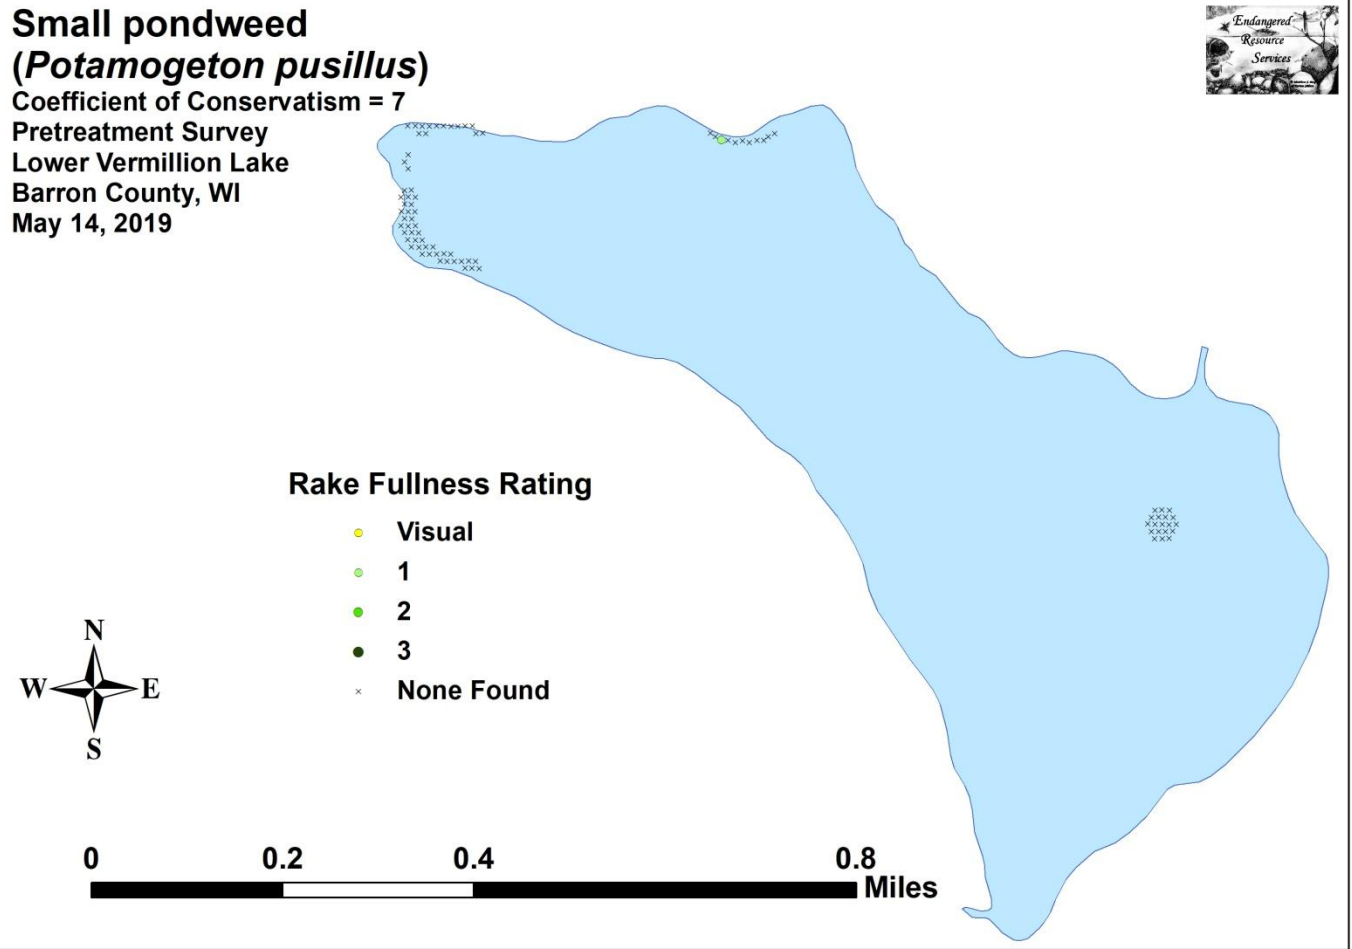 Small pondweed
(Potamogeton pusillus)
Coefficient of Conservatism = 7
Pretreatment Survey
Lower Vermillion Lake
Barron County, WI
May 14, 2019
Endangered
Resource
Services
Rake Fullness Rating
Visual
1
2
3
None Found
N
W E
S
0 0.2 0.4 0.8
Miles